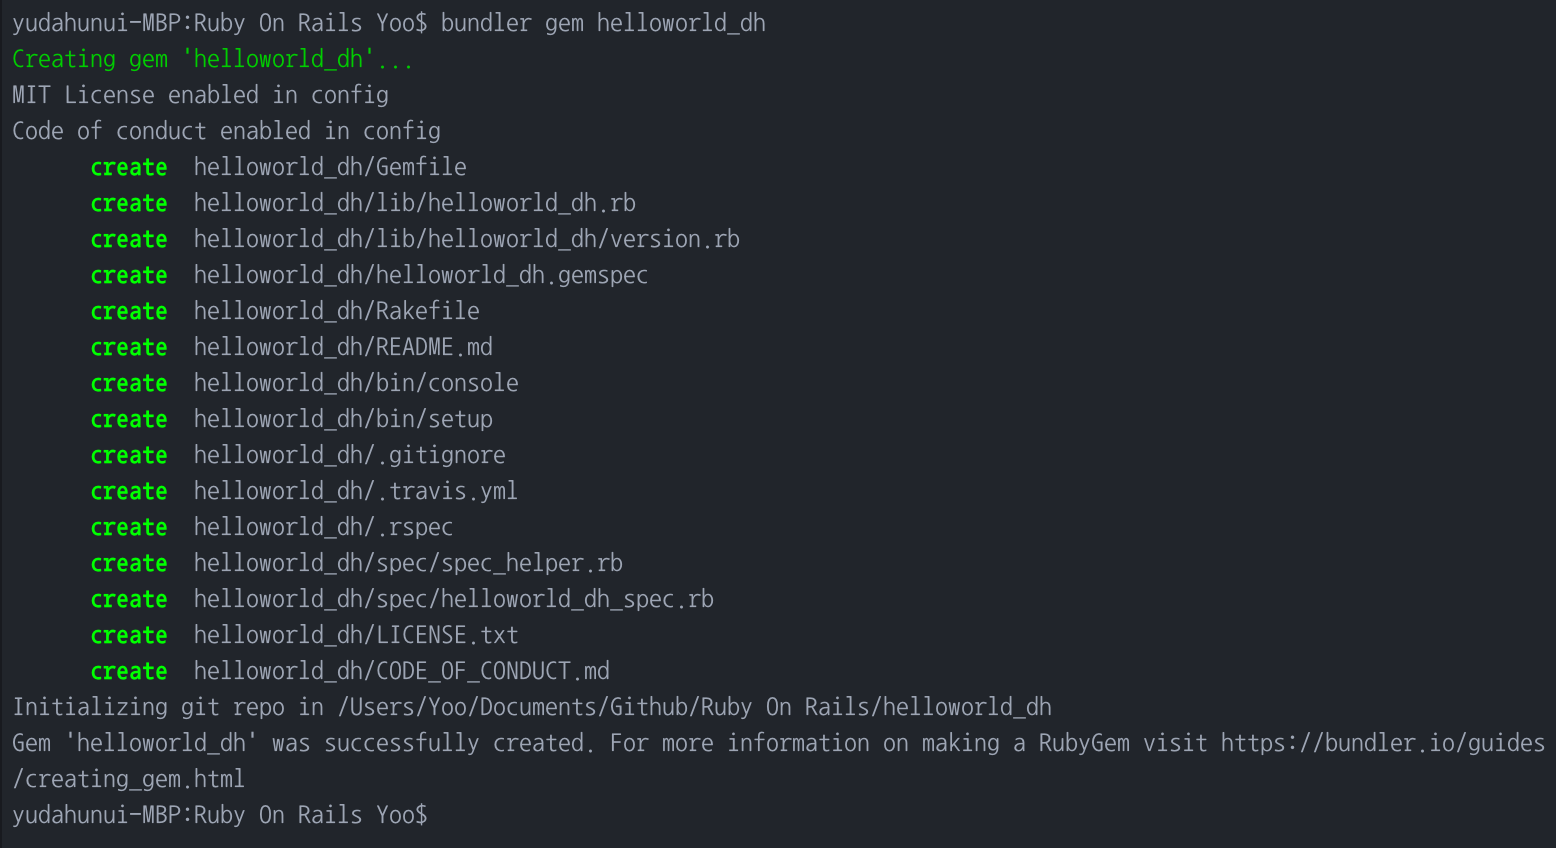 yudahunui-MBP:Ruby On Rails Yoo$ bundler gem helloworld_dh
Creating gem 'helloworld_dh'...
MIT License enabled in config
Code of conduct enabled in config
      create  helloworld_dh/Gemfile
      create  helloworld_dh/lib/helloworld_dh.rb
      create  helloworld_dh/lib/helloworld_dh/version.rb
      create  helloworld_dh/helloworld_dh.gemspec
      create  helloworld_dh/Rakefile
      create  helloworld_dh/README.md
      create  helloworld_dh/bin/console
      create  helloworld_dh/bin/setup
      create  helloworld_dh/.gitignore
      create  helloworld_dh/.travis.yml
      create  helloworld_dh/.rspec
      create  helloworld_dh/spec/spec_helper.rb
      create  helloworld_dh/spec/helloworld_dh_spec.rb
      create  helloworld_dh/LICENSE.txt
      create  helloworld_dh/CODE_OF_CONDUCT.md
Initializing git repo in /Users/Yoo/Documents/Github/Ruby On Rails/helloworld_dh
Gem 'helloworld_dh' was successfully created. For more information on making a RubyGem visit https://bundler.io/guides
/creating_gem.html
yudahunui-MBP:Ruby On Rails Yoo$